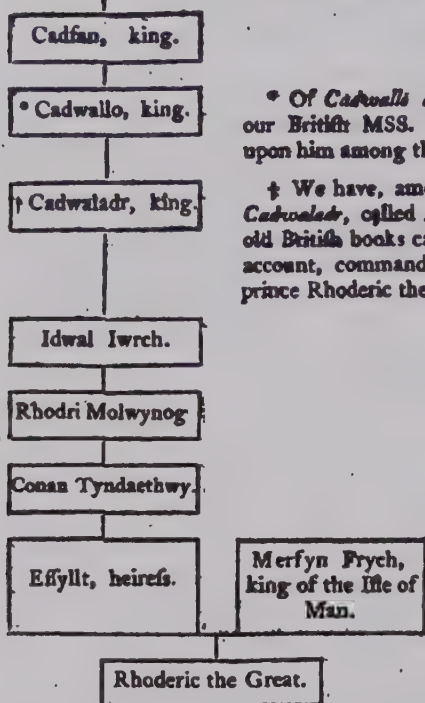 Cadfan, king.
* Cadwallo, king.
† Cadwaladr, king.
* Of Cadwallo
our Britiſh MSS.
upon him among th
‡ We have, am
Cadwaladr, called
old Britiſh books ca
account, command
prince Rhoderic the
Idwal Iwrch.
Rhodri Molwynog
Conan Tyndaethwy.
Eſſyllt, heireſs.
Merfyn Frych,
king of the Iſle of
Man.
Rhoderic the Great.